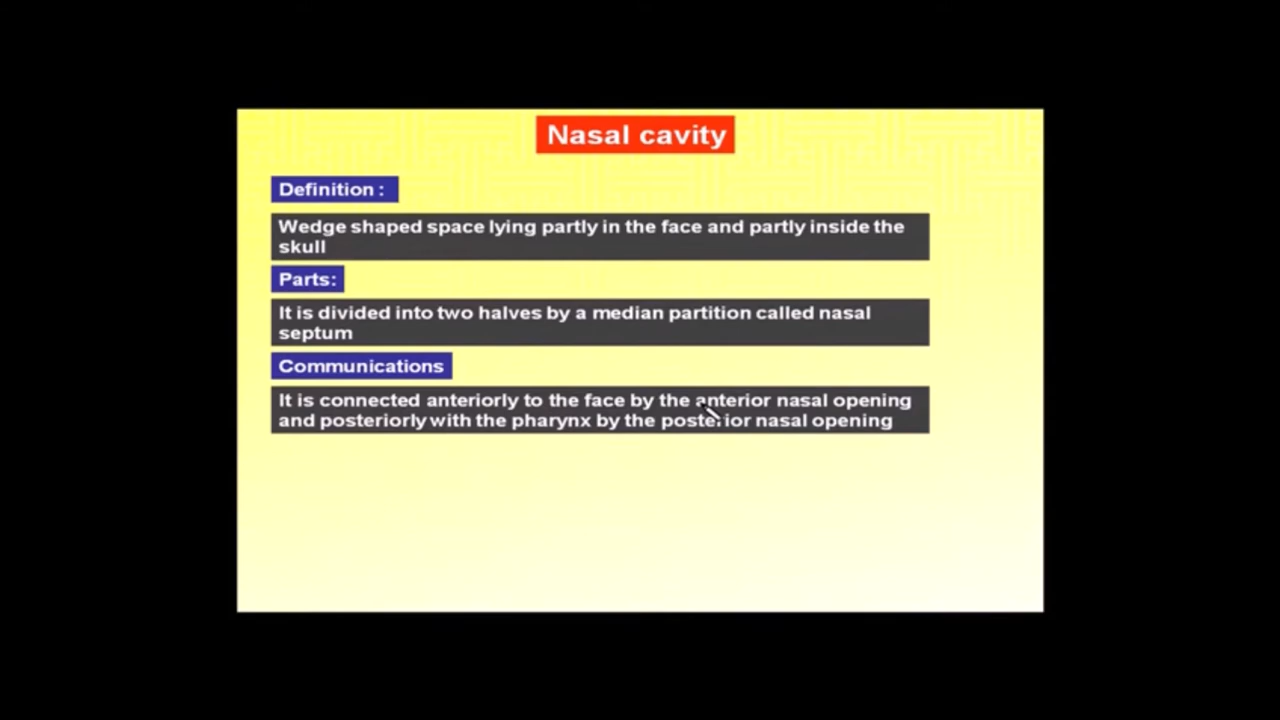 Nasal cavity
Definition :
Wedge shaped space lying partly in the face and partly inside the
skull
Parts:
It is divided into two halves by a median partition called nasal
septum
Communications
It is connected anteriorly to the face by the anterior nasal opening
and posteriorly with the pharynx by the posterior nasal opening